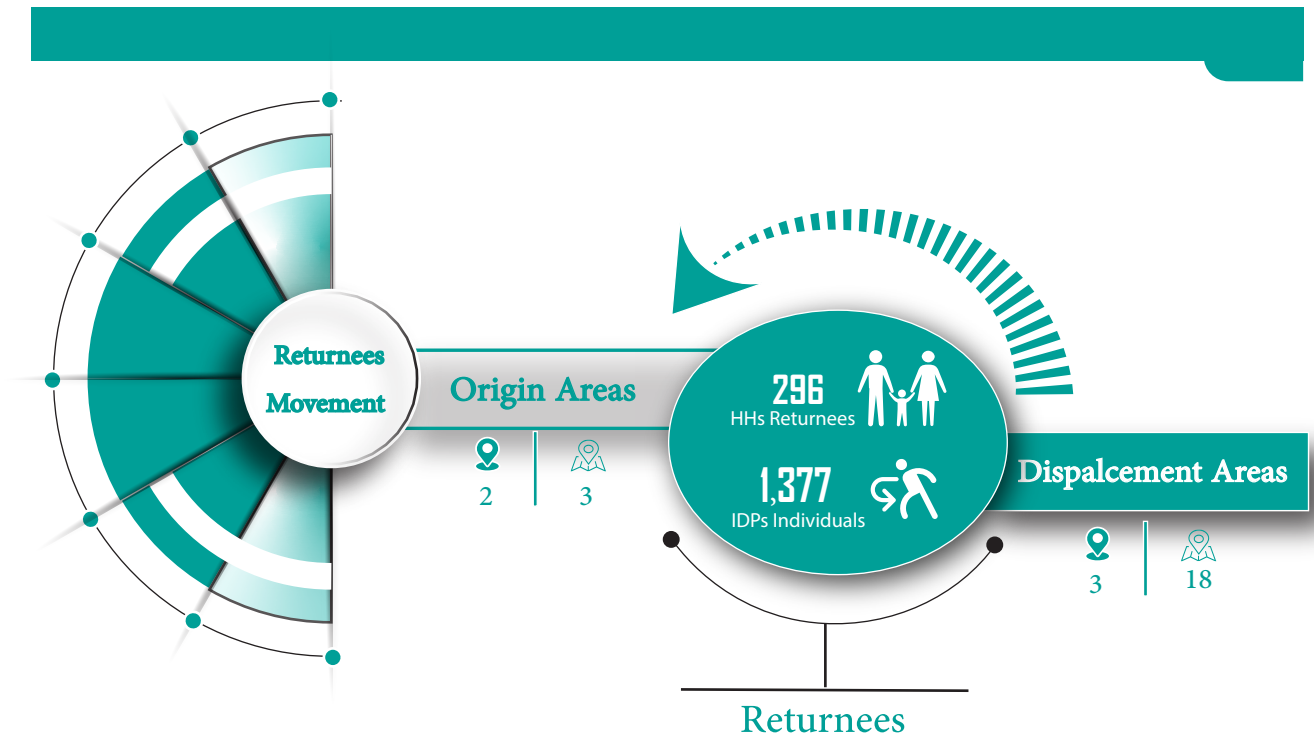 Returnees
Movement
Origin Areas
2
3
296
HHs Returnees
1,377
IDPs Individuals
Dispalcement Areas
3
18
Returnees